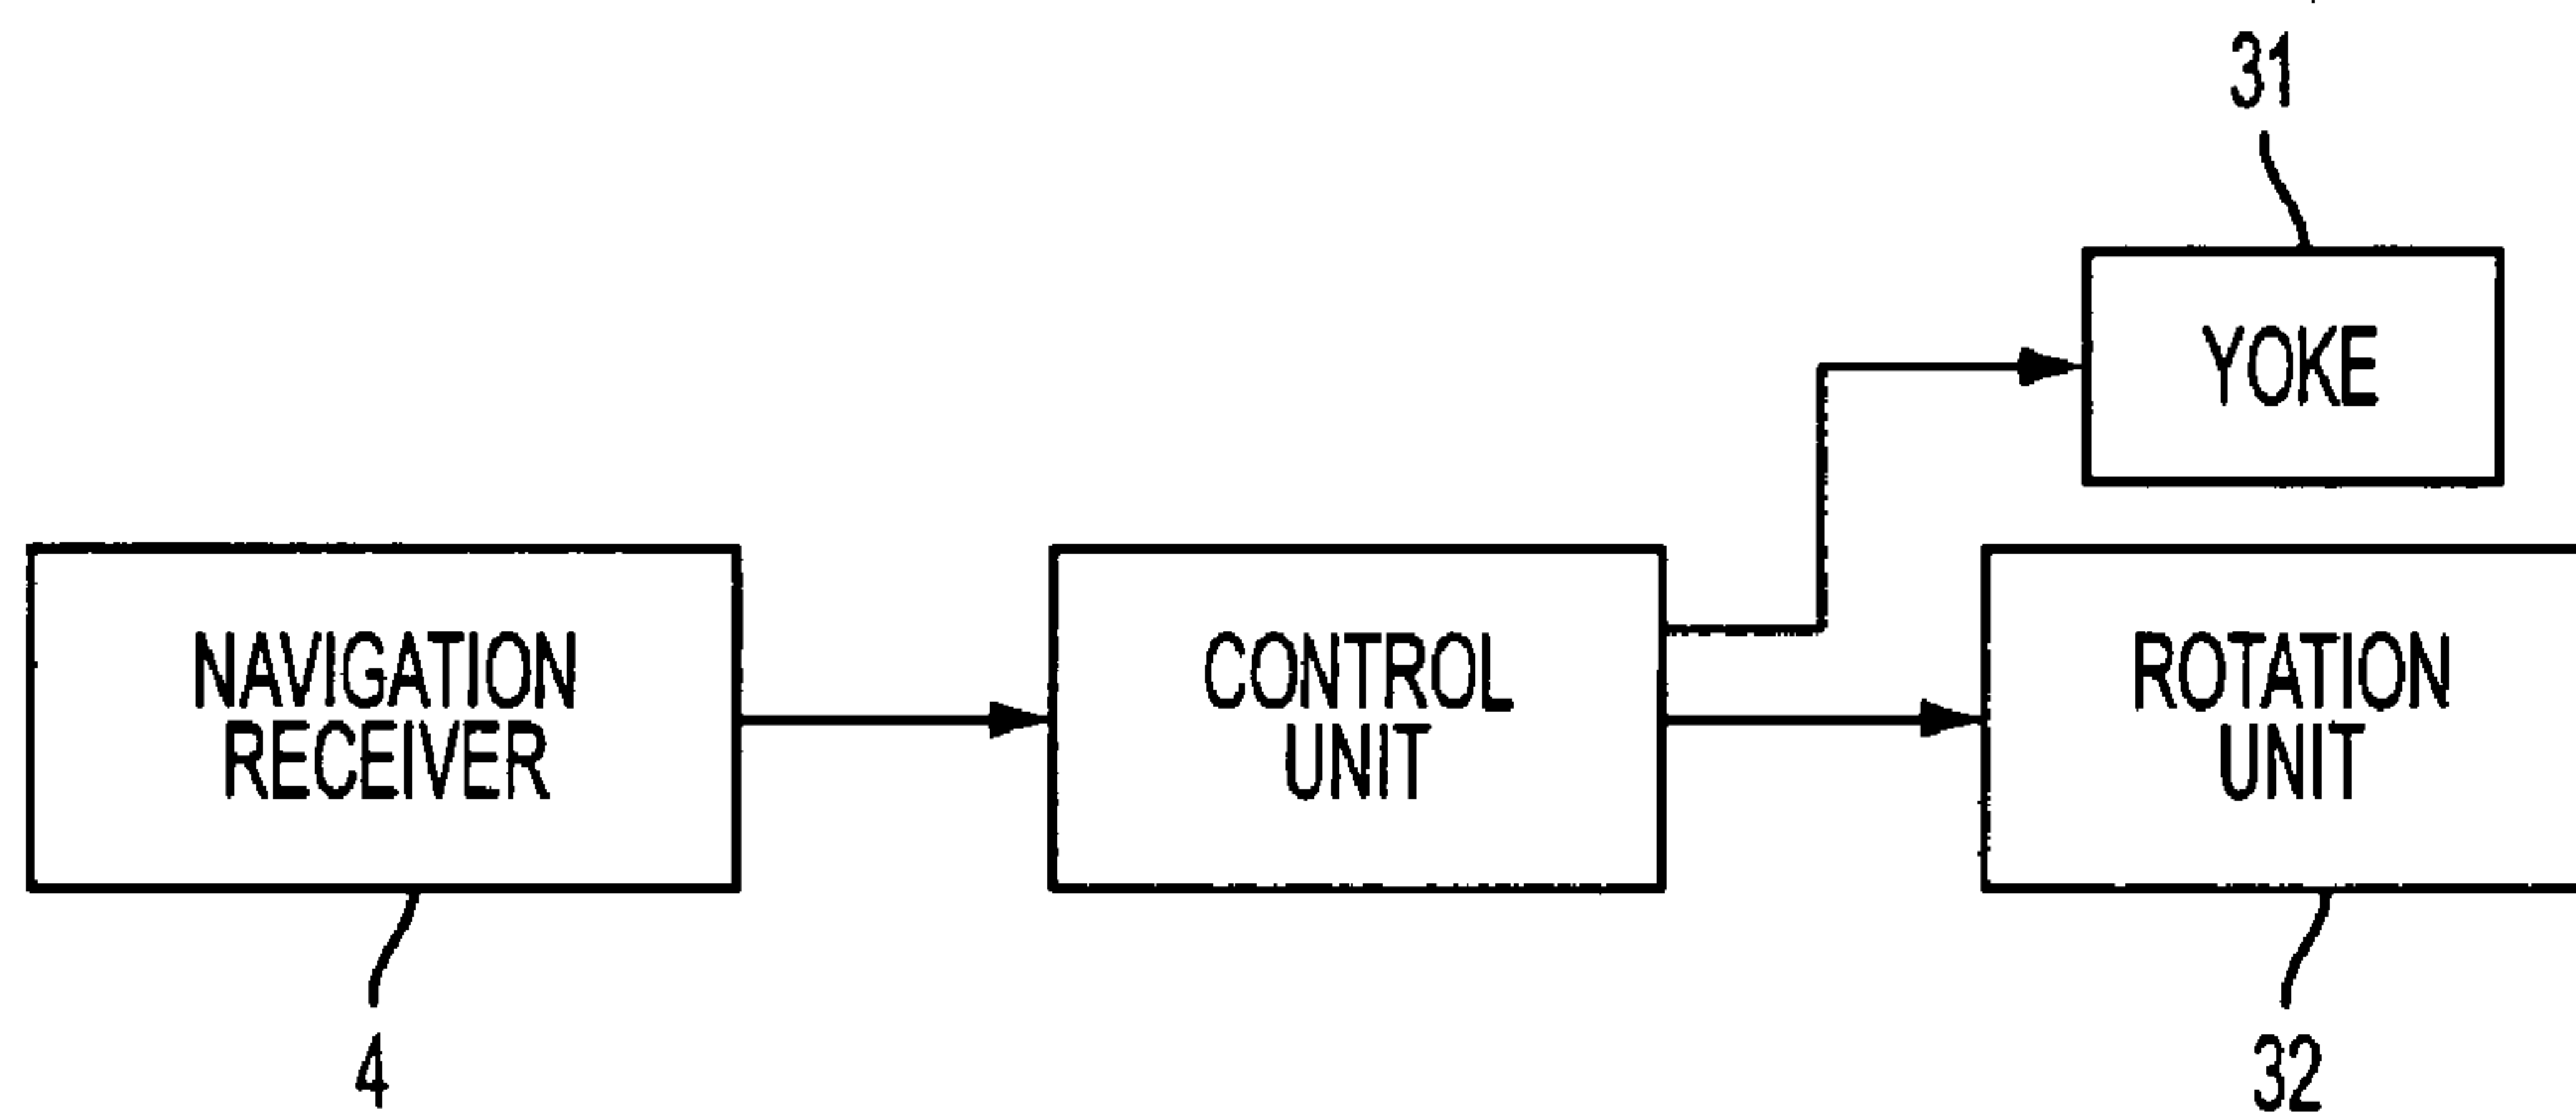 31
YOKE
NAVIGATION
RECEIVER
CONTROL
UNIT
ROTATION
UNIT
4
32